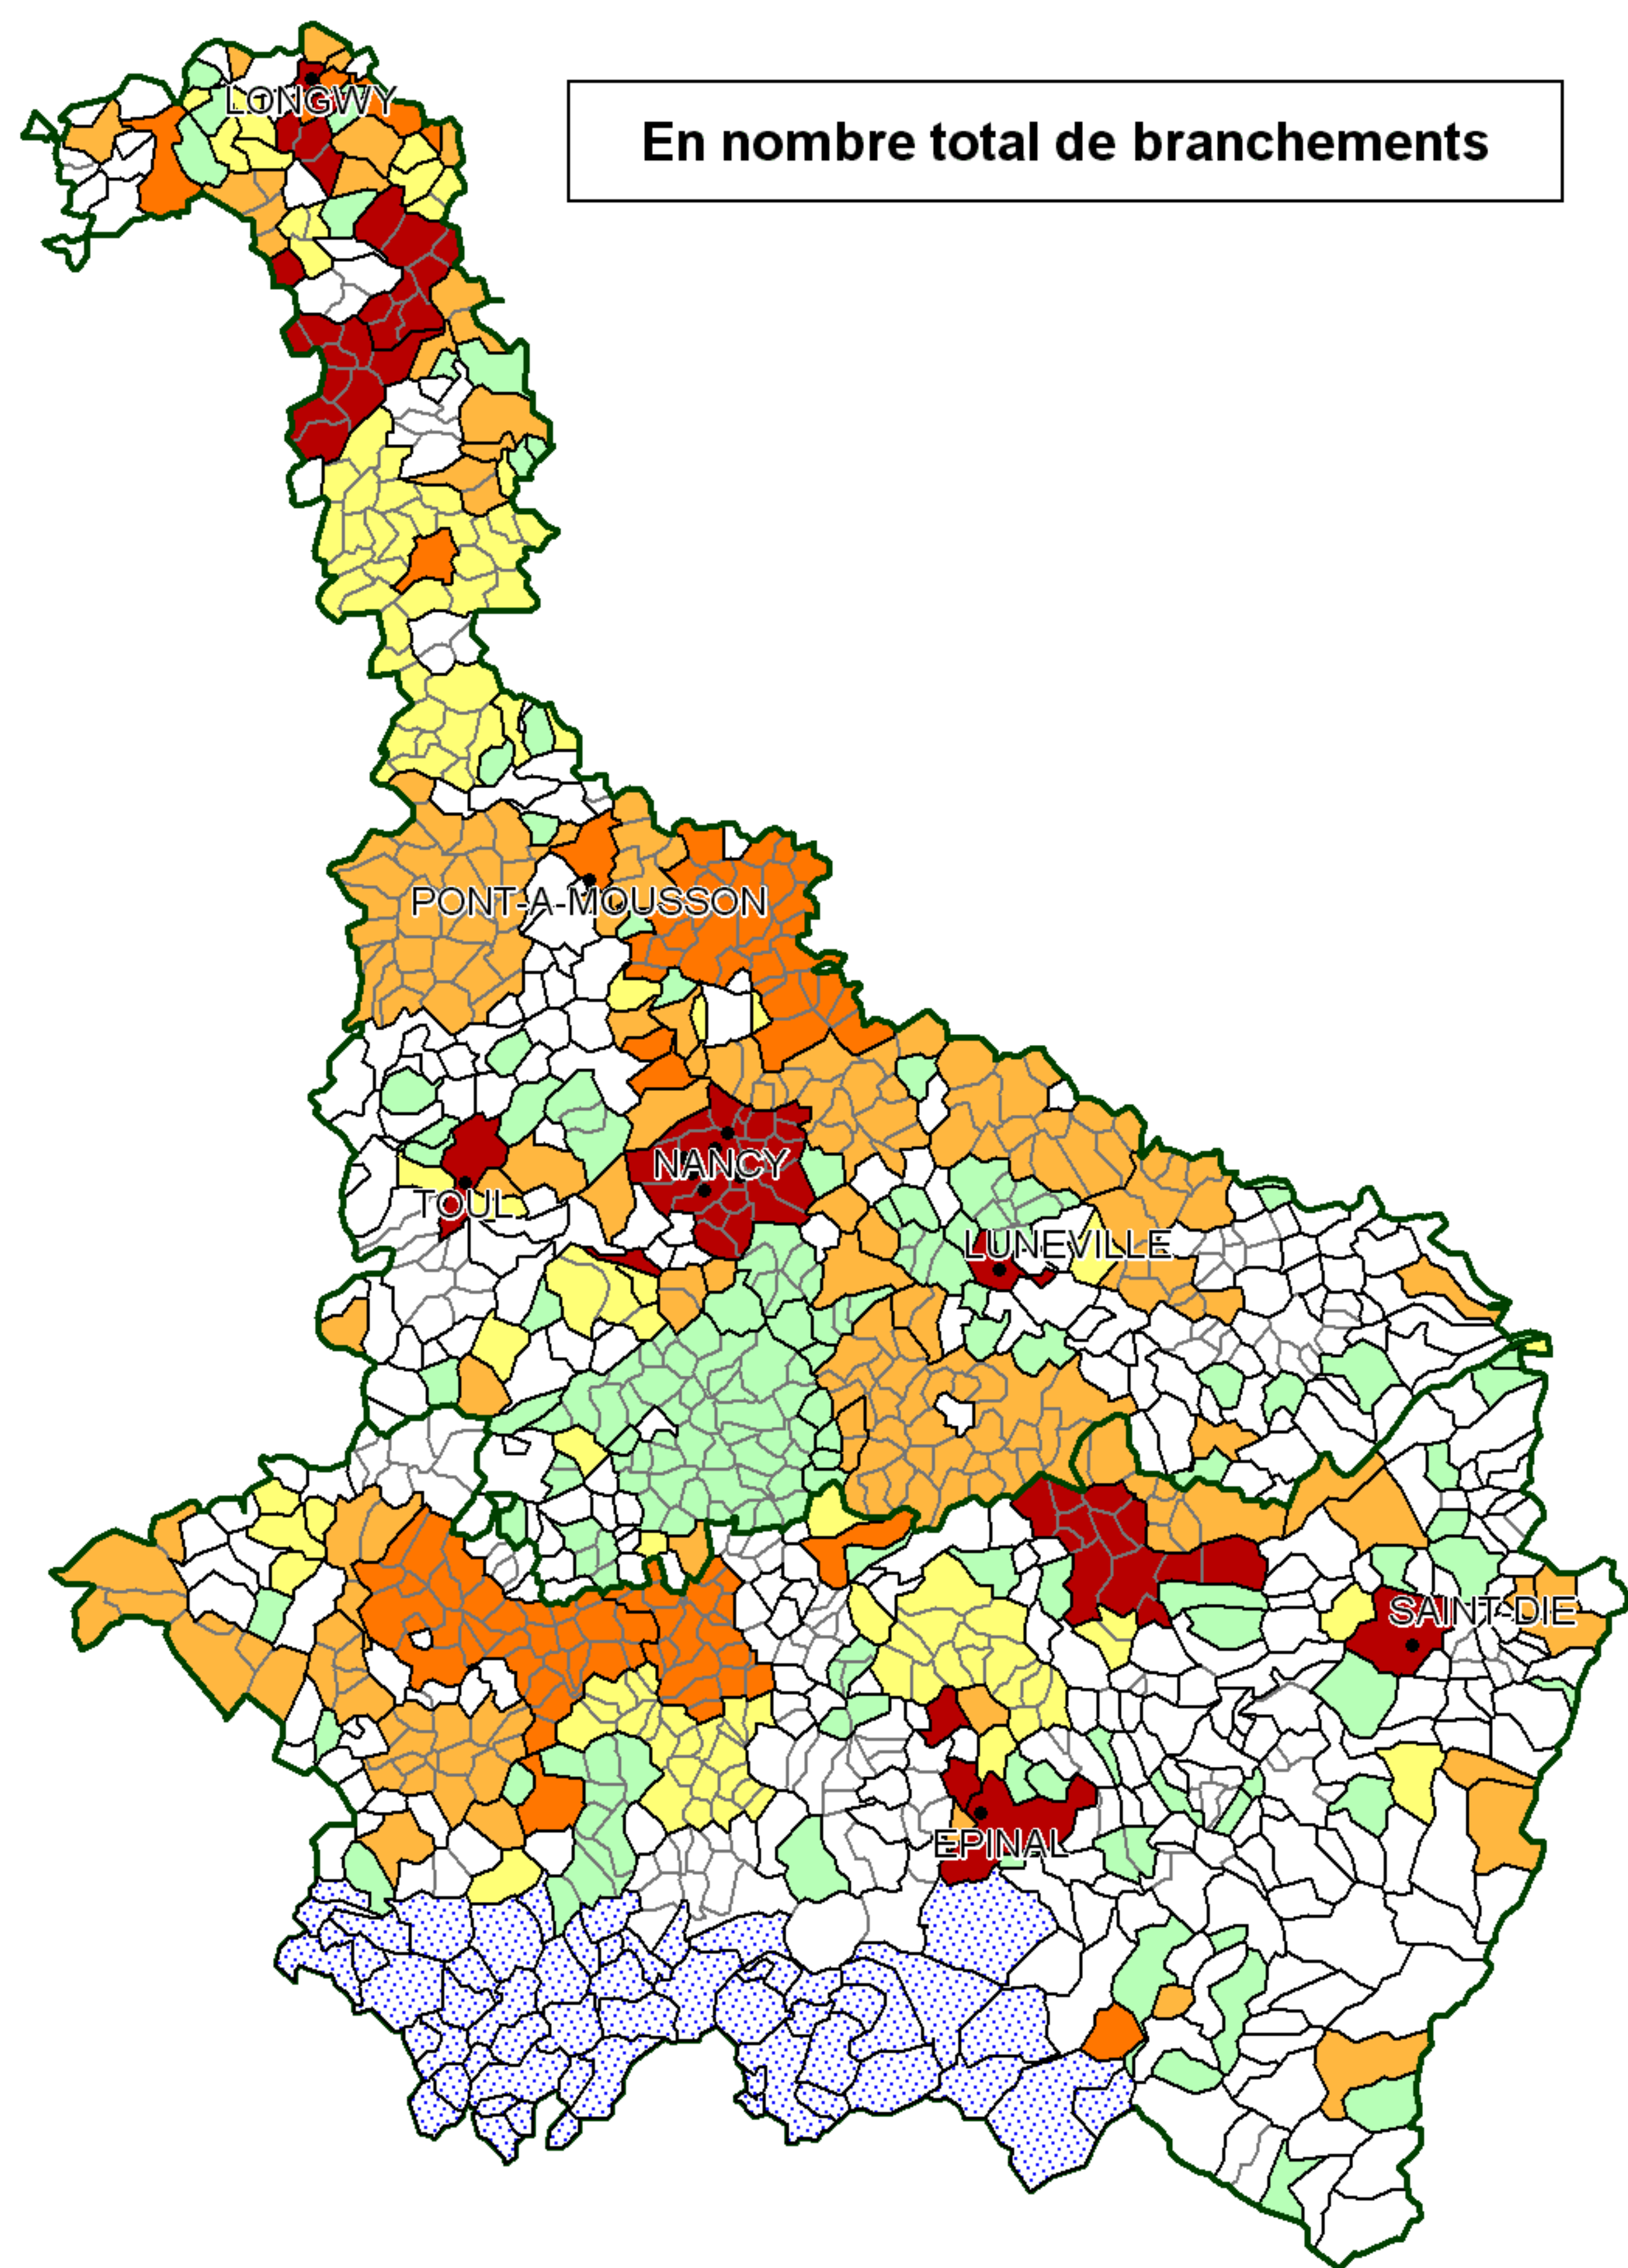 LONGWY
En nombre total de branchements
PONT-A-MOUSSON
NANCY
TOUL
LUNEVILLE
SAINT-DIE
EPINAL